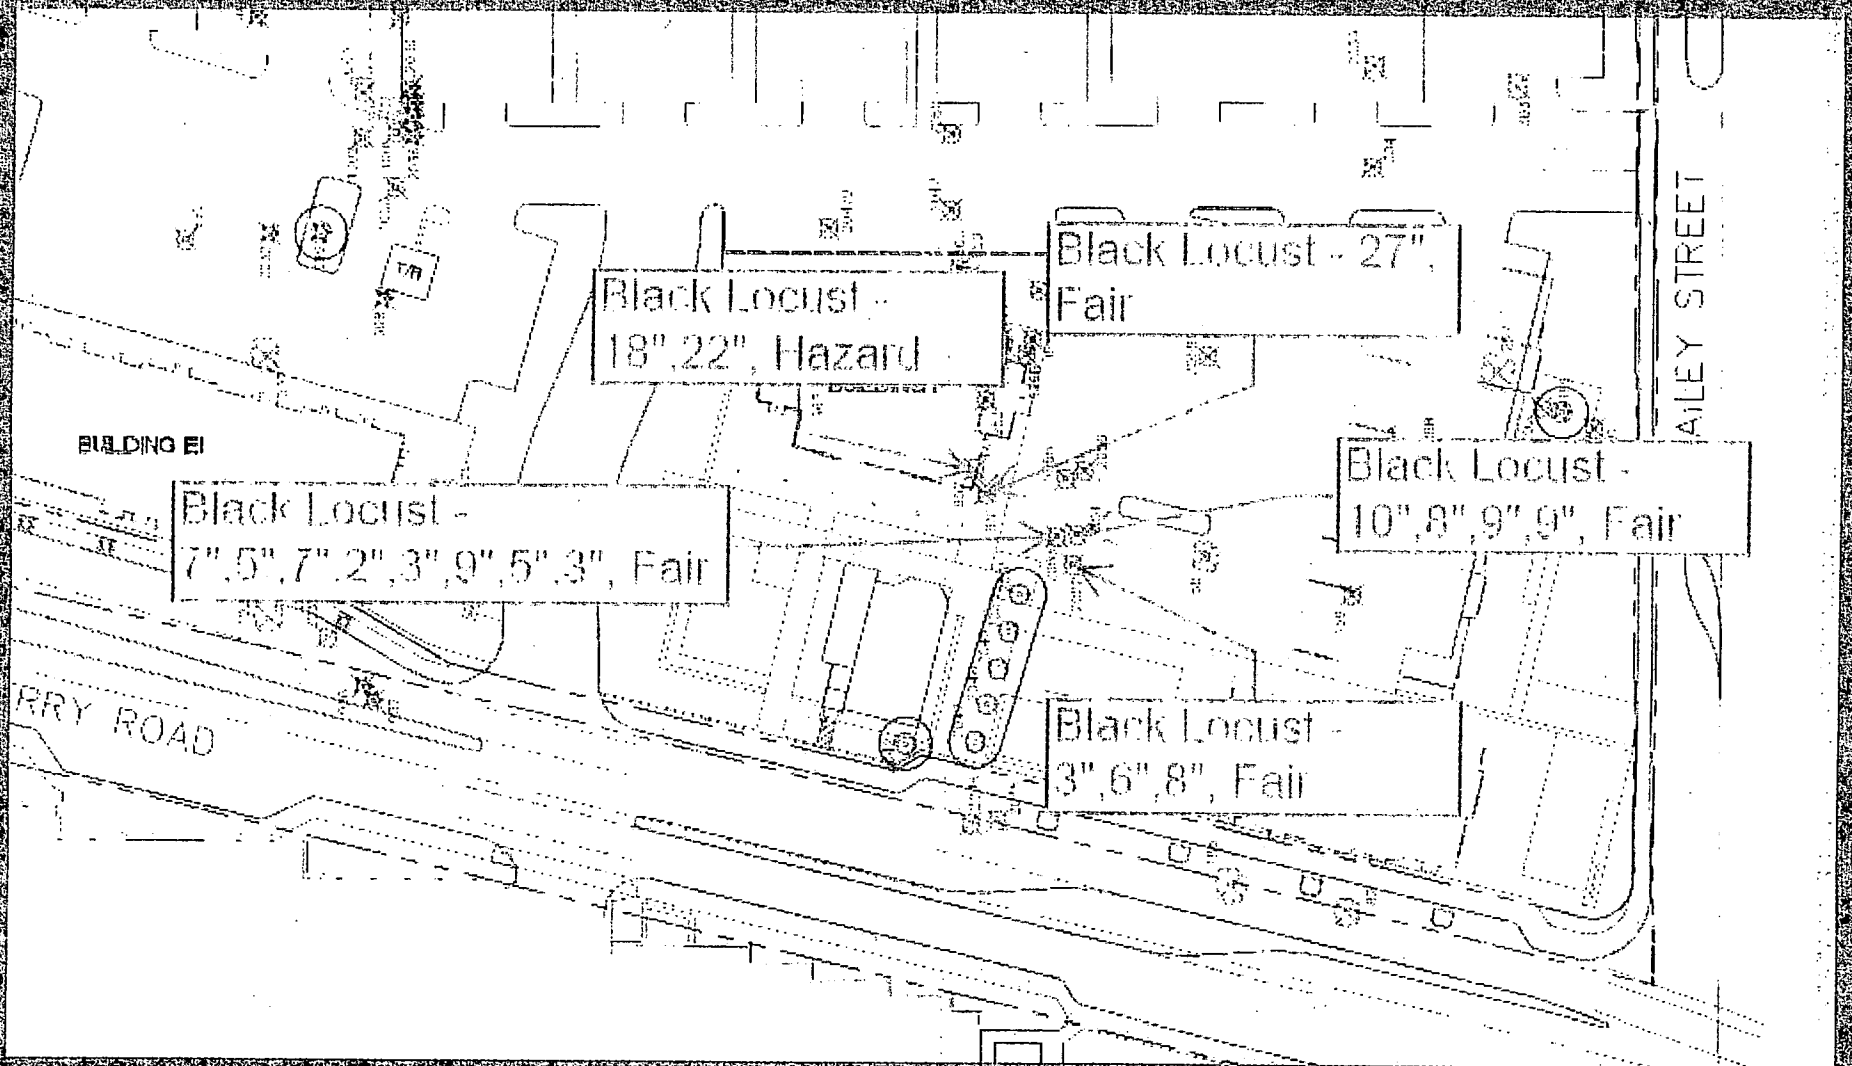 Black Locust - 27",
Fair
Black Locust -
18",22", Hazard
AILEY STREET
BUILDING EI
Black Locust -
10",8",9",9", Fair
Black Locust -
7",5",7",2",3",9",5",3", Fair
RRY ROAD
Black Locust -
3",6",8", Fair